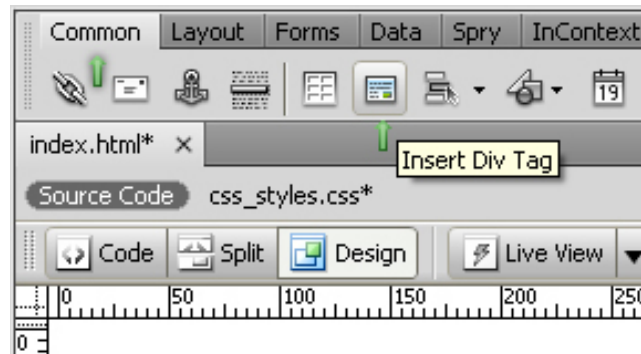 Common Layout Forms Data Spry InContext
19
Insert Div Tag
index.html* ×
Source Code css_styles.css*
Code Split Design Live View
0 50 100 150 200 250
0